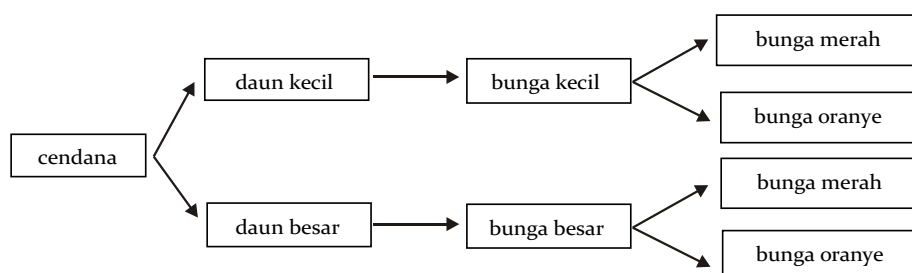 bunga merah
daun kecil
bunga kecil
bunga oranye
cendana
bunga merah
daun besar
bunga besar
bunga oranye